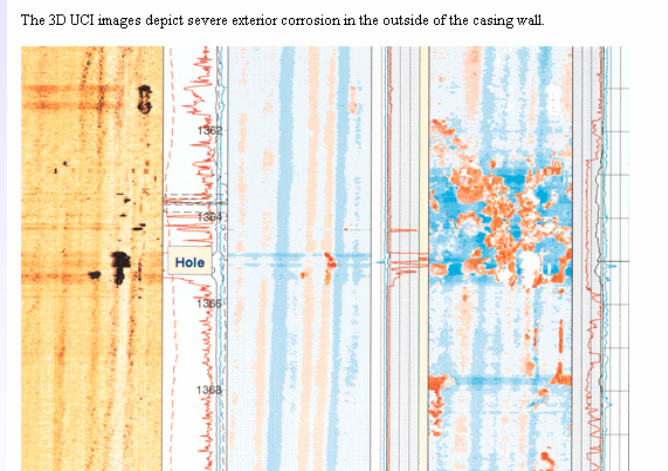 The 3D UCI images depict severe exterior corrosion in the outside of the casing wall.
1362
1364
Hole
1366
1368